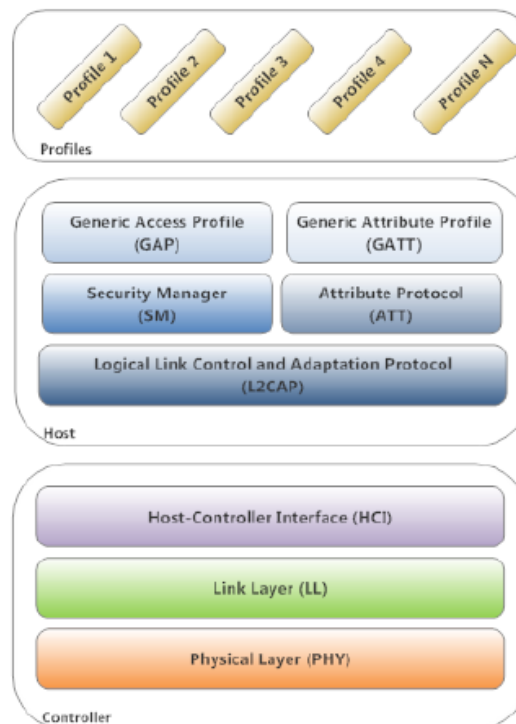 Profile 1
Profile 2
Profile 3
Profile 4
Profile N
Profiles
Generic Access Profile
(GAP)
Generic Attribute Profile
(GATT)
Security Manager
(SM)
Attribute Protocol
(ATT)
Logical Link Control and Adaptation Protocol
(L2CAP)
Host
Host-Controller Interface (HCI)
Link Layer (LL)
Physical Layer (PHY)
Controller